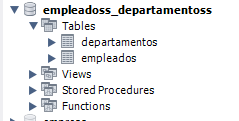 empleadoss_departamentoss
Tables
departamentos
empleados
Views
Stored Procedures
Functions